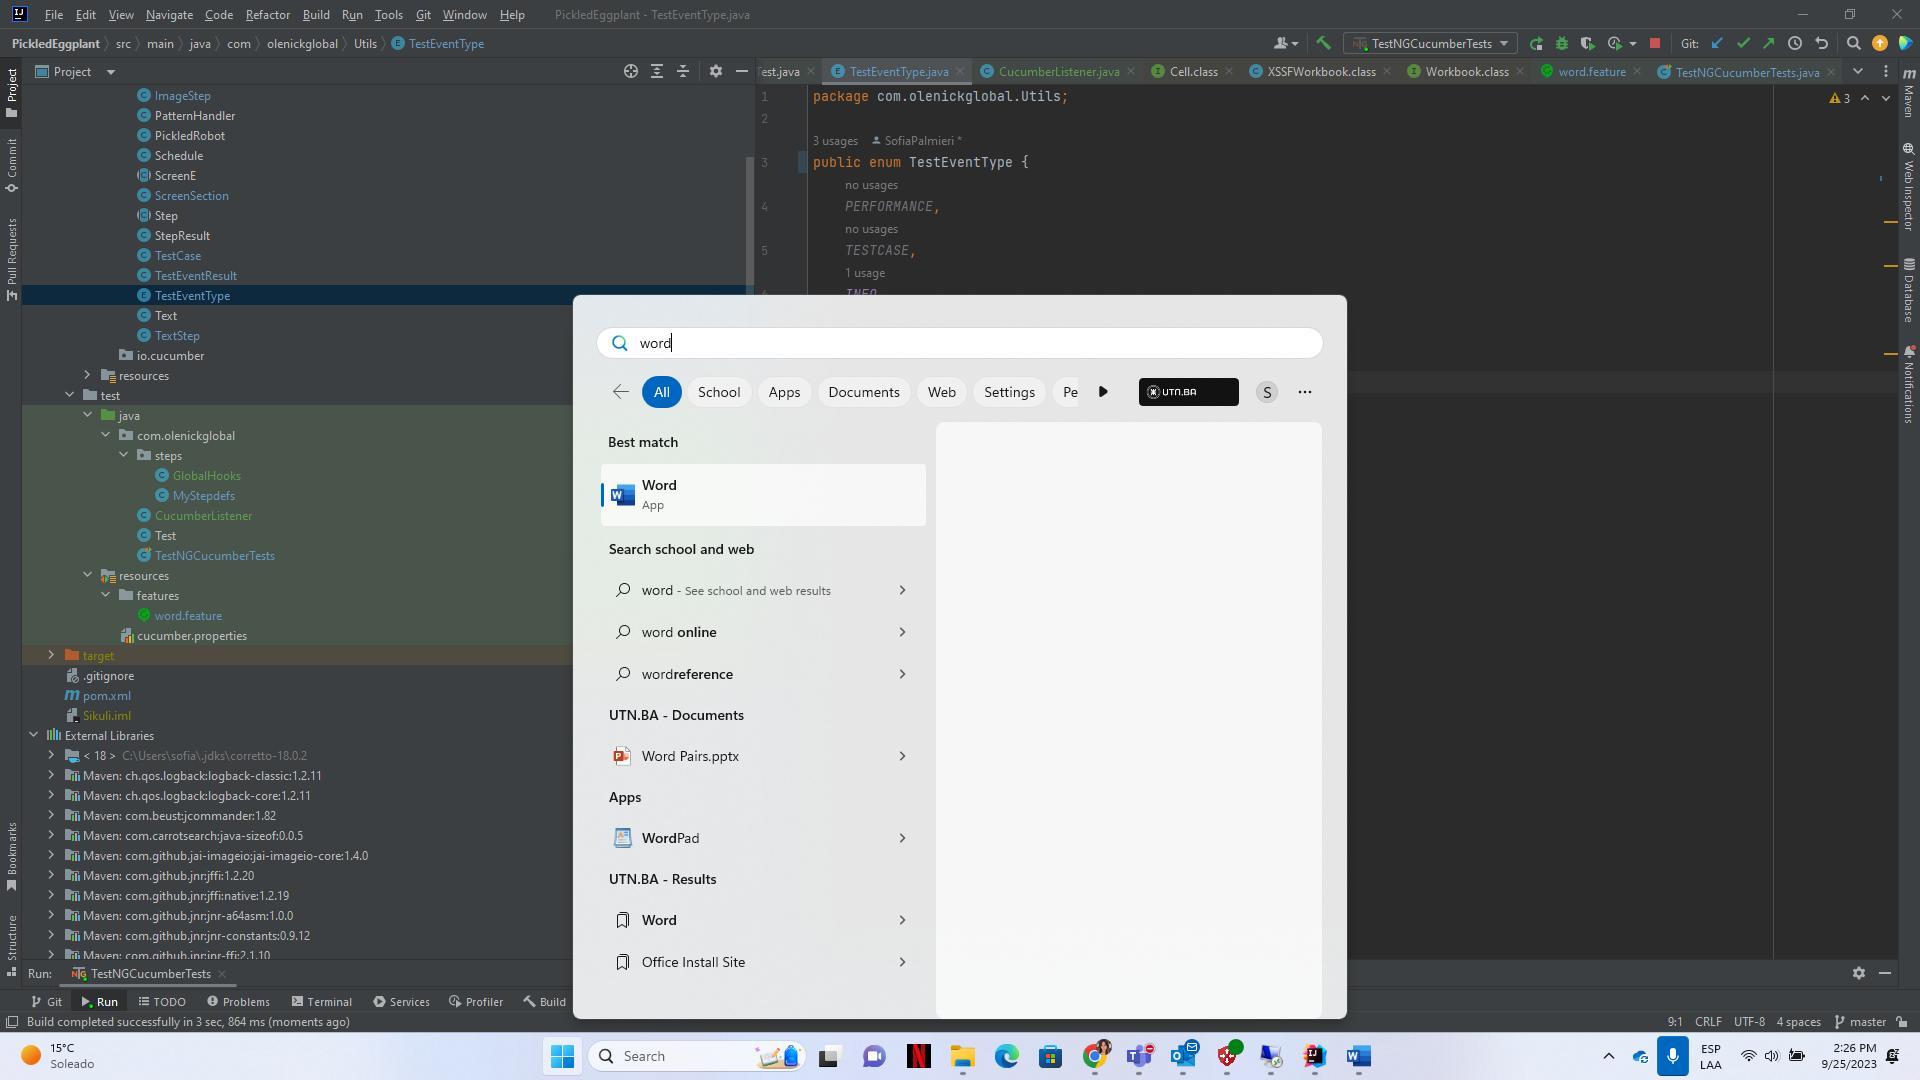 File Edit View Navigate Code Refactor Build Run Tools Git Window Help PickledEggplant - TestEventType.java
PickledEggplant src main java com olenickglobal Utils TestEventType
TestNGCucumberTests Git:
Project
Test.java TestEventType.java CucumberListener.java Cell.class XSSFWorkbook.class Workbook.class word.feature TestNGCucumberTests.java
Project
Commit
Pull Requests
Bookmarks
Structure
ImageStep
PatternHandler
PickledRobot
Schedule
ScreenE
ScreenSection
Step
StepResult
TestCase
TestEventResult
TestEventType
Text
TextStep
io.cucumber
resources
test
java
com.olenickglobal
steps
GlobalHooks
MyStepdefs
CucumberListener
Test
TestNGCucumberTests
resources
features
word.feature
cucumber.properties
target
.gitignore
pom.xml
Sikuli.iml
External Libraries
< 18 > C:\Users\sofia\.jdks\corretto-18.0.2
Maven: ch.qos.logback:logback-classic:1.2.11
Maven: ch.qos.logback:logback-core:1.2.11
Maven: com.beust:jcommander:1.82
Maven: com.carrotsearch:java-sizeof:0.0.5
Maven: com.github.jai-imageio:jai-imageio-core:1.4.0
Maven: com.github.jnr:jffi:1.2.20
Maven: com.github.jnr:jffi:native:1.2.19
Maven: com.github.jnr:jnr-a64asm:1.0.0
Maven: com.github.jnr:jnr-constants:0.9.12
Maven: com.github.jnr:jnr-ffi:2.1.10
1 package com.olenickglobal.Utils;
2
3 usages SofiaPalmieri *
3 public enum TestEventType {
no usages
4 PERFORMANCE,
no usages
5 TESTCASE,
1 usage
INFO
3
Maven
Web Inspector
Database
Notifications
word
All School Apps Documents Web Settings Pe UTN.BA S
Best match
Word
App
Search school and web
word - See school and web results
word online
wordreference
UTN.BA - Documents
Word Pairs.pptx
Apps
WordPad
UTN.BA - Results
Word
Office Install Site
Run: TestNGCucumberTests
Git Run TODO Problems Terminal Services Profiler Build
Build completed successfully in 3 sec, 864 ms (moments ago)
9:1 CRLF UTF-8 4 spaces master
15°C
Soleado
Search
ESP
LAA
2:26 PM
9/25/2023